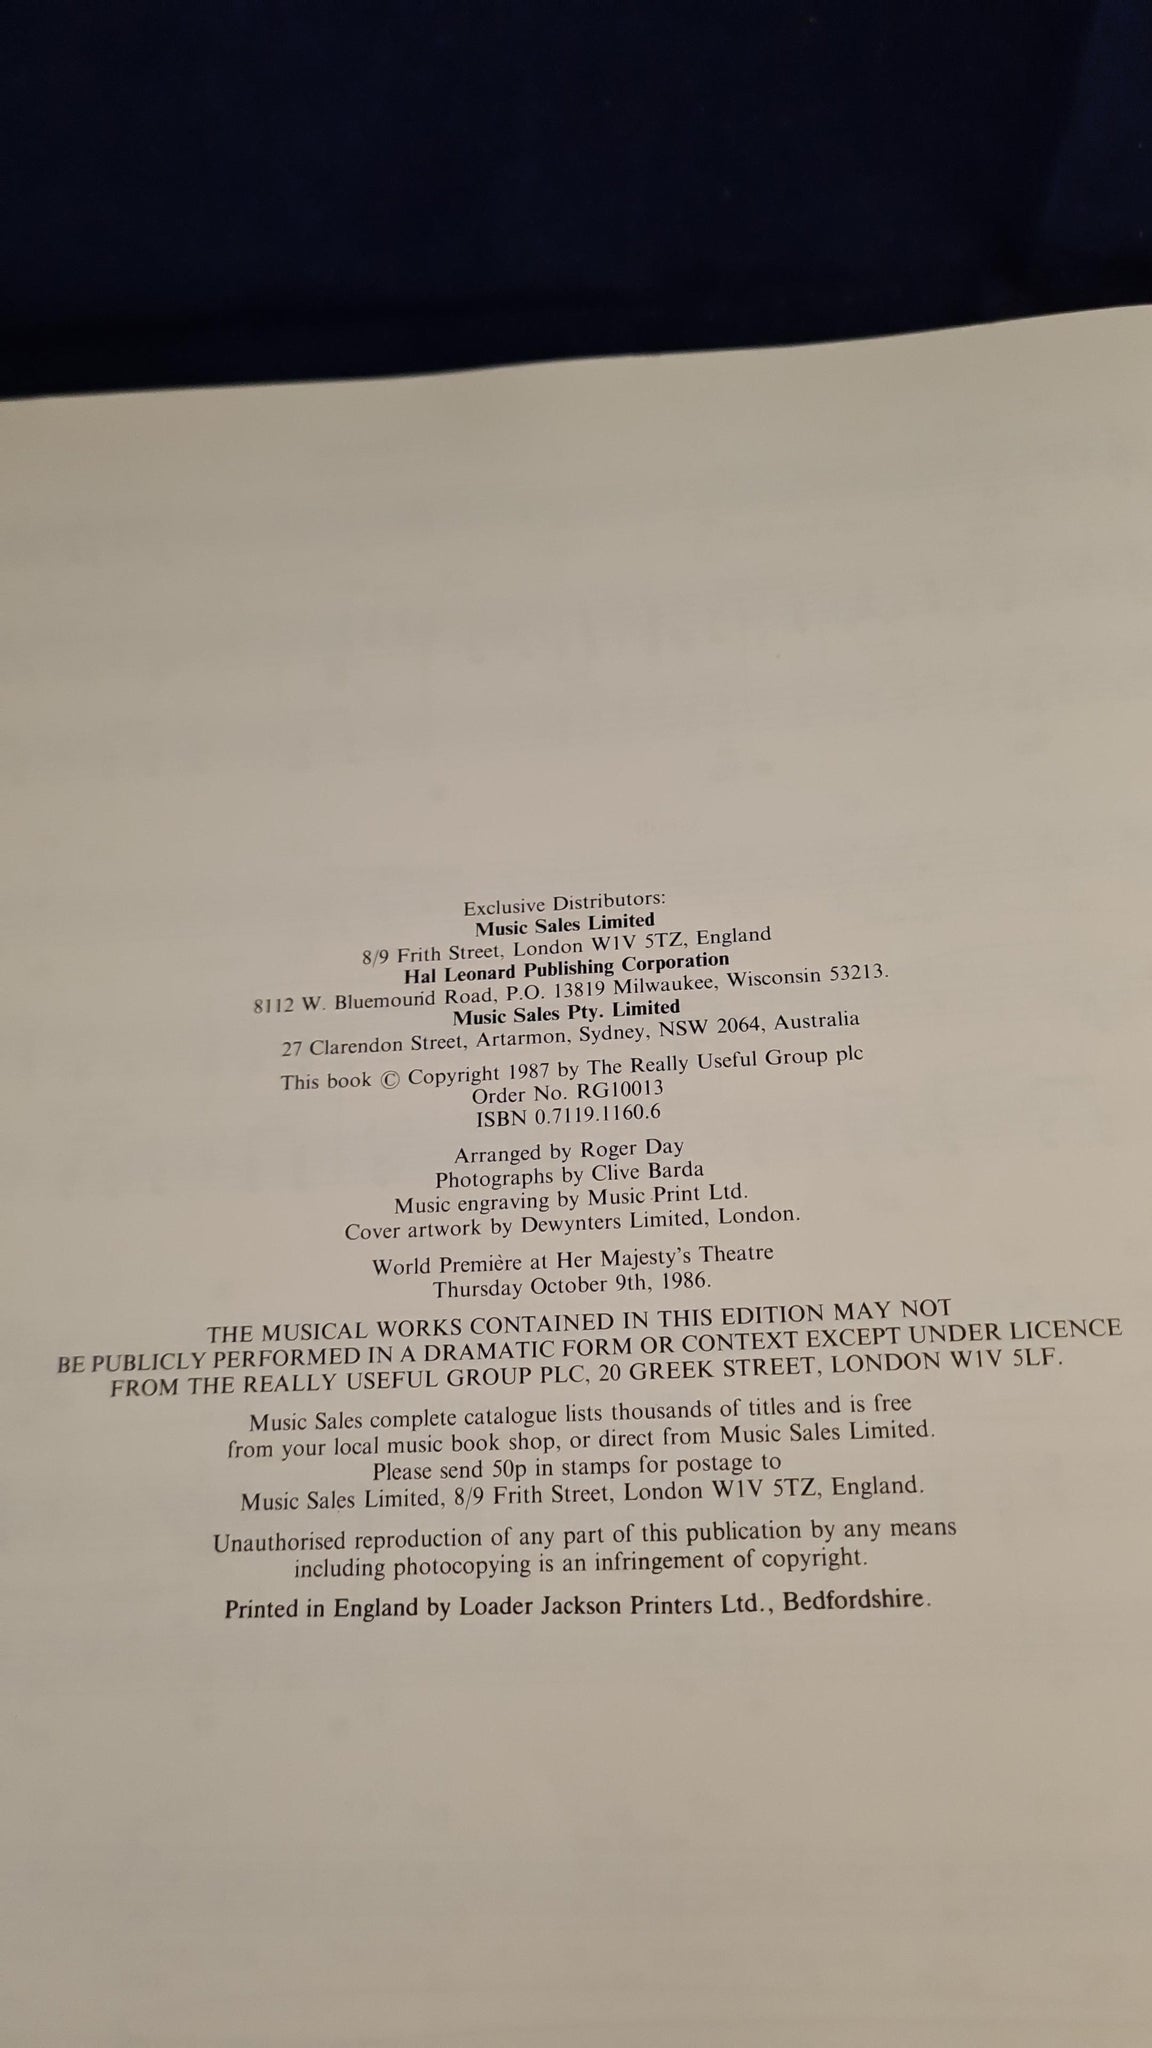 Exclusive Distributors:
Music Sales Limited
8/9 Frith Street, London W1V 5TZ, England
Hal Leonard Publishing Corporation
8112 W. Bluemound Road, P.O. 13819 Milwaukee, Wisconsin 53213.
Music Sales Pty. Limited
27 Clarendon Street, Artarmon, Sydney, NSW 2064, Australia
This book © Copyright 1987 by The Really Useful Group plc
Order No. RG10013
ISBN 0.7119.1160.6
Arranged by Roger Day
Photographs by Clive Barda
Music engraving by Music Print Ltd.
Cover artwork by Dewynters Limited, London.
World Première at Her Majesty's Theatre
Thursday October 9th, 1986.
THE MUSICAL WORKS CONTAINED IN THIS EDITION MAY NOT
BE PUBLICLY PERFORMED IN A DRAMATIC FORM OR CONTEXT EXCEPT UNDER LICENCE
FROM THE REALLY USEFUL GROUP PLC, 20 GREEK STREET, LONDON W1V 5LF.
Music Sales complete catalogue lists thousands of titles and is free
from your local music book shop, or direct from Music Sales Limited.
Please send 50p in stamps for postage to
Music Sales Limited, 8/9 Frith Street, London W1V 5TZ, England.
Unauthorised reproduction of any part of this publication by any means
including photocopying is an infringement of copyright.
Printed in England by Loader Jackson Printers Ltd., Bedfordshire.